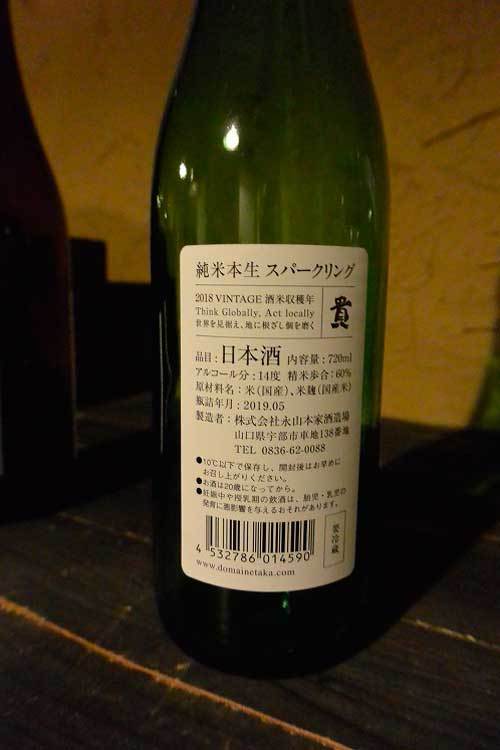 純米本生 スパークリング
2018 VINTAGE 酒米収穫年
Think Globally, Act locally
世界を見据え、地に根ざし個を磨く
貴
品目:日本酒 内容量:720ml
アルコール分:14度 精米歩合:60%
原材料名:米(国産)、米麹(国産米)
瓶詰年月:2019.05
製造者:株式会社永山本家酒造場
山口県宇部市車地138番地
TEL 0836-62-0088
●10℃以下で保存し、開封後はお早めに
お召し上がりください。
●お酒は20歳になってから。
●妊娠中や授乳期の飲酒は、胎児・乳児の
発育に悪影響を与えるおそれがあります。
4 532786 014590
要冷蔵
www.domainetaka.com